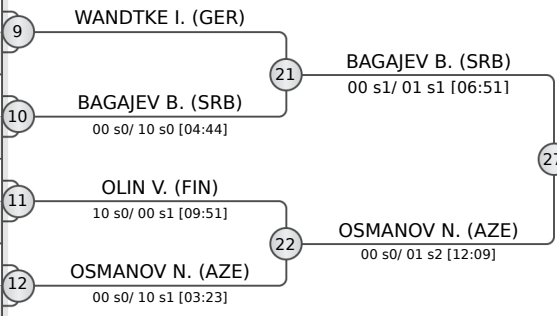 WANDTKE I. (GER)
9
21
BAGAJEV B. (SRB)
00 s1/ 01 s1 [06:51]
BAGAJEV B. (SRB)
10
00 s0/ 10 s0 [04:44]
27
OLIN V. (FIN)
11
10 s0/ 00 s1 [09:51]
22
OSMANOV N. (AZE)
00 s0/ 01 s2 [12:09]
OSMANOV N. (AZE)
12
00 s0/ 10 s1 [03:23]